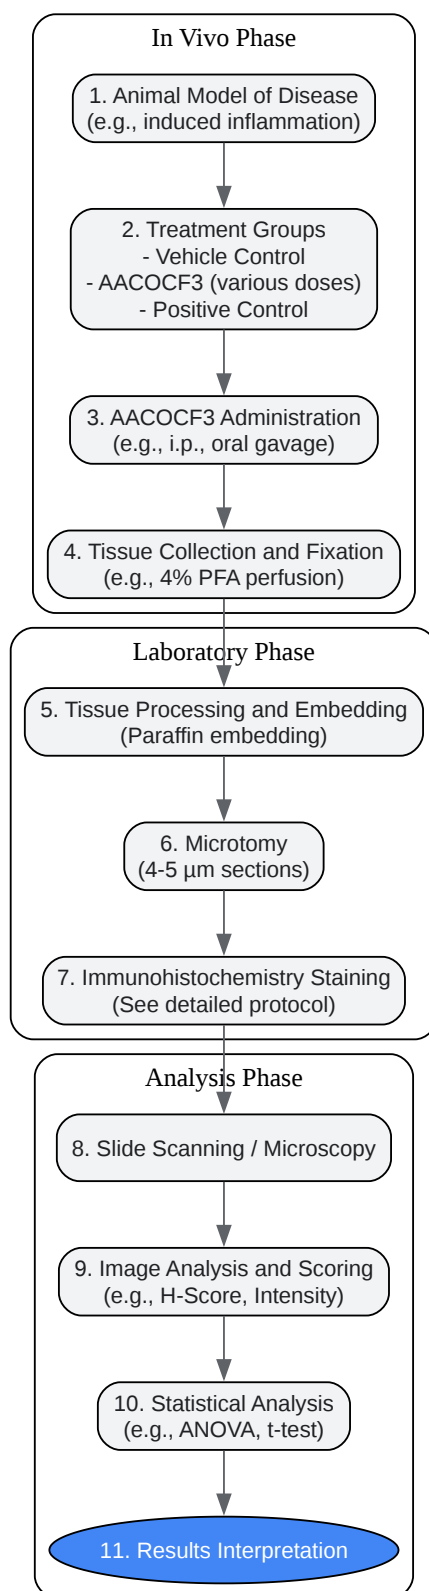 In Vivo Phase
1. Animal Model of Disease
(e.g., induced inflammation)
2. Treatment Groups
- Vehicle Control
- AACOCF3 (various doses)
- Positive Control
3. AACOCF3 Administration
(e.g., i.p., oral gavage)
4. Tissue Collection and Fixation
(e.g., 4% PFA perfusion)
Laboratory Phase
5. Tissue Processing and Embedding
(Paraffin embedding)
6. Microtomy
(4-5 µm sections)
7. Immunohistochemistry Staining
(See detailed protocol)
Analysis Phase
8. Slide Scanning / Microscopy
9. Image Analysis and Scoring
(e.g., H-Score, Intensity)
10. Statistical Analysis
(e.g., ANOVA, t-test)
11. Results Interpretation